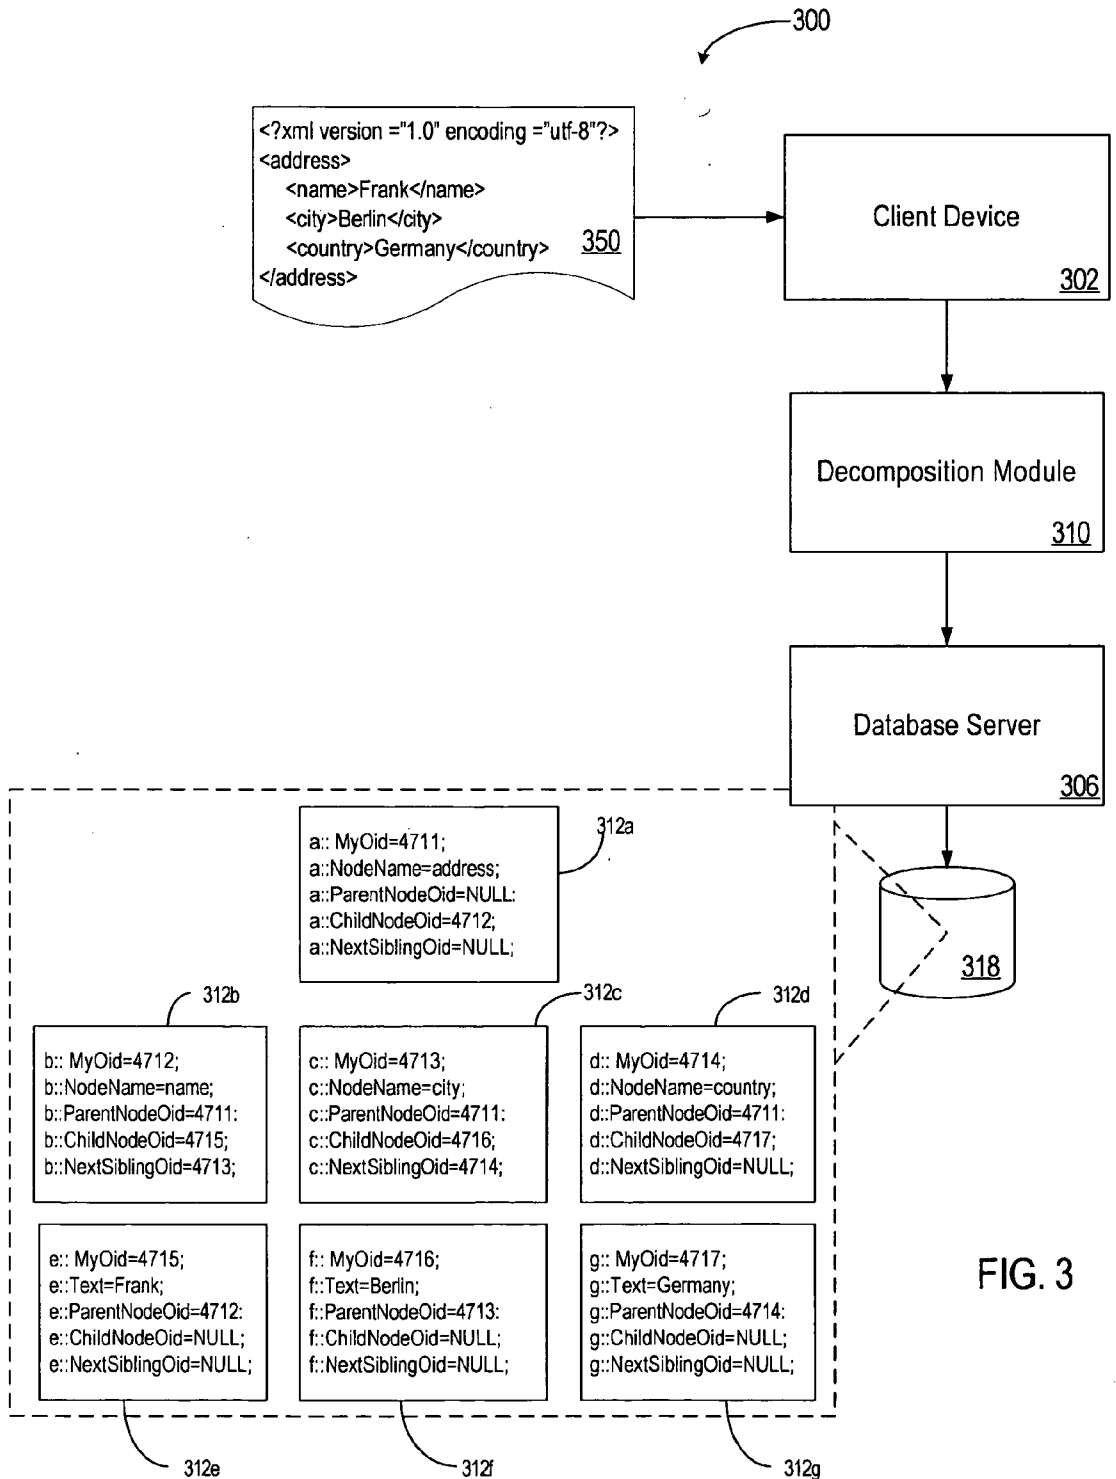 300
<?xml version ="1.0" encoding ="utf-8"?>
<address>
<name>Frank</name>
<city>Berlin</city>
<country>Germany</country>
</address>
350
Client Device
302
Decomposition Module
310
Database Server
306
318
312a
a:: MyOid=4711;
a::NodeName=address;
a::ParentNodeOid=NULL:
a::ChildNodeOid=4712;
a::NextSiblingOid=NULL;
312b
b:: MyOid=4712;
b::NodeName=name;
b::ParentNodeOid=4711:
b::ChildNodeOid=4715;
b::NextSiblingOid=4713;
312c
c:: MyOid=4713;
c::NodeName=city;
c::ParentNodeOid=4711:
c::ChildNodeOid=4716;
c::NextSiblingOid=4714;
312d
d:: MyOid=4714;
d::NodeName=country;
d::ParentNodeOid=4711:
d::ChildNodeOid=4717;
d::NextSiblingOid=NULL;
e:: MyOid=4715;
e::Text=Frank;
e::ParentNodeOid=4712:
e::ChildNodeOid=NULL;
e::NextSiblingOid=NULL;
312e
f:: MyOid=4716;
f::Text=Berlin;
f::ParentNodeOid=4713:
f::ChildNodeOid=NULL;
f::NextSiblingOid=NULL;
312f
g:: MyOid=4717;
g::Text=Germany;
g::ParentNodeOid=4714:
g::ChildNodeOid=NULL;
g::NextSiblingOid=NULL;
312g
FIG. 3